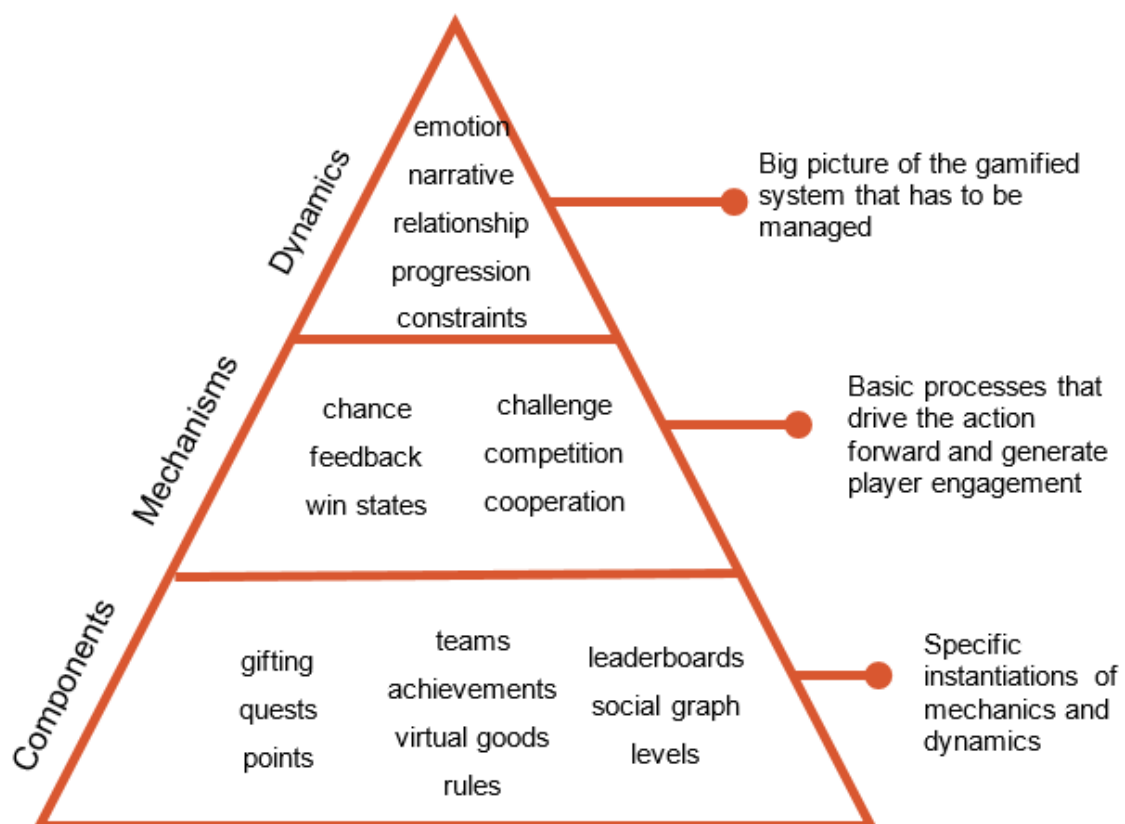 Dynamics
emotion
narrative
relationship
progression
constraints
Big picture of the gamified
system that has to be
managed
Mechanisms
chance
feedback
win states
challenge
competition
cooperation
Basic processes that
drive the action
forward and generate
player engagement
Components
gifting
quests
points
teams
achievements
virtual goods
rules
leaderboards
social graph
levels
Specific
instantiations of
mechanics and
dynamics